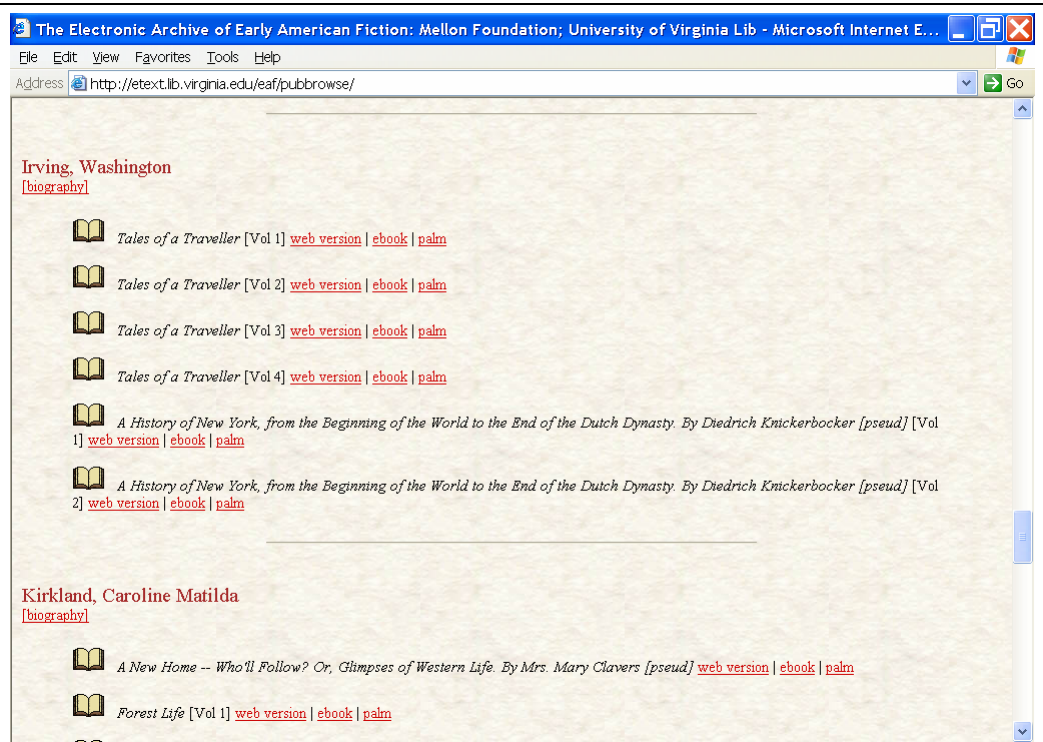 The Electronic Archive of Early American Fiction: Mellon Foundation; University of Virginia Lib - Microsoft Internet E...
File Edit View Favorites Tools Help
Address http://etext.lib.virginia.edu/eaf/pubbrowse/ Go
Irving, Washington
[biography]
Tales of a Traveller [Vol 1] web version | ebook | palm
Tales of a Traveller [Vol 2] web version | ebook | palm
Tales of a Traveller [Vol 3] web version | ebook | palm
Tales of a Traveller [Vol 4] web version | ebook | palm
A History of New York, from the Beginning of the World to the End of the Dutch Dynasty. By Diedrich Knickerbocker [pseud] [Vol
1] web version | ebook | palm
A History of New York, from the Beginning of the World to the End of the Dutch Dynasty. By Diedrich Knickerbocker [pseud] [Vol
2] web version | ebook | palm
Kirkland, Caroline Matilda
[biography]
A New Home -- Who'll Follow? Or, Glimpses of Western Life. By Mrs. Mary Clavers [pseud] web version | ebook | palm
Forest Life [Vol 1] web version | ebook | palm